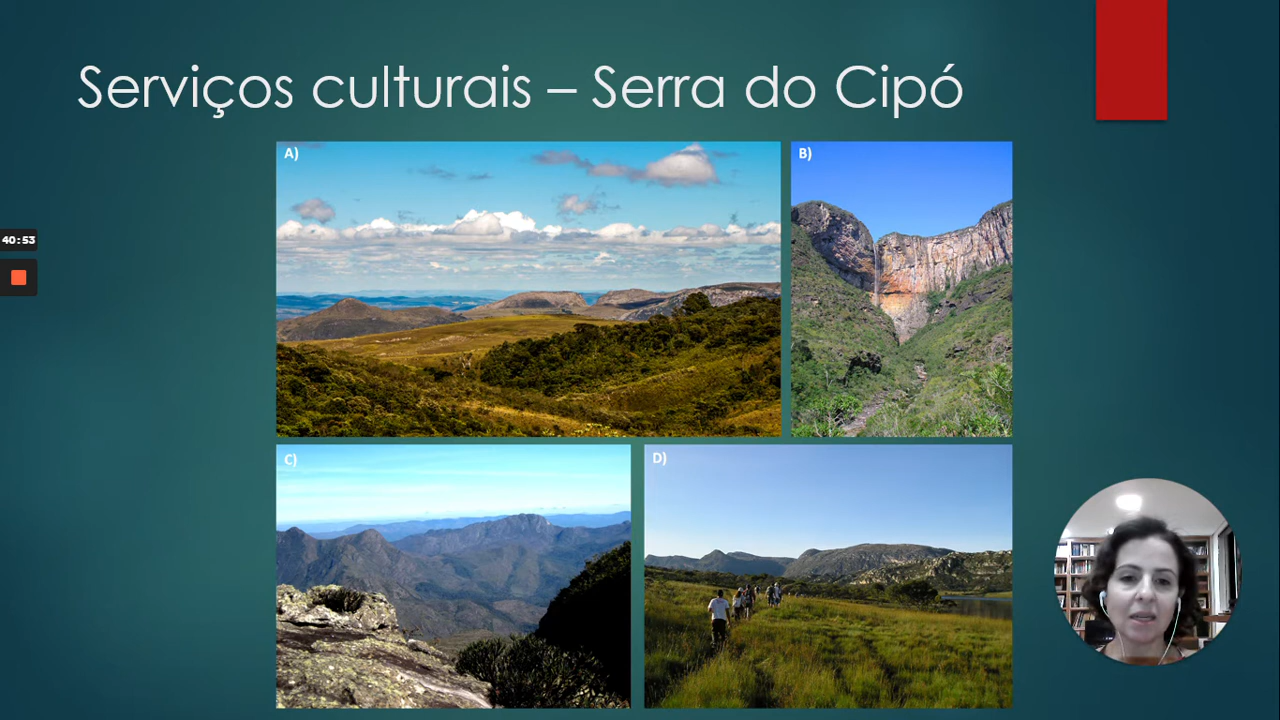 Serviços culturais – Serra do Cipó
A)
B)
40:53
C)
D)